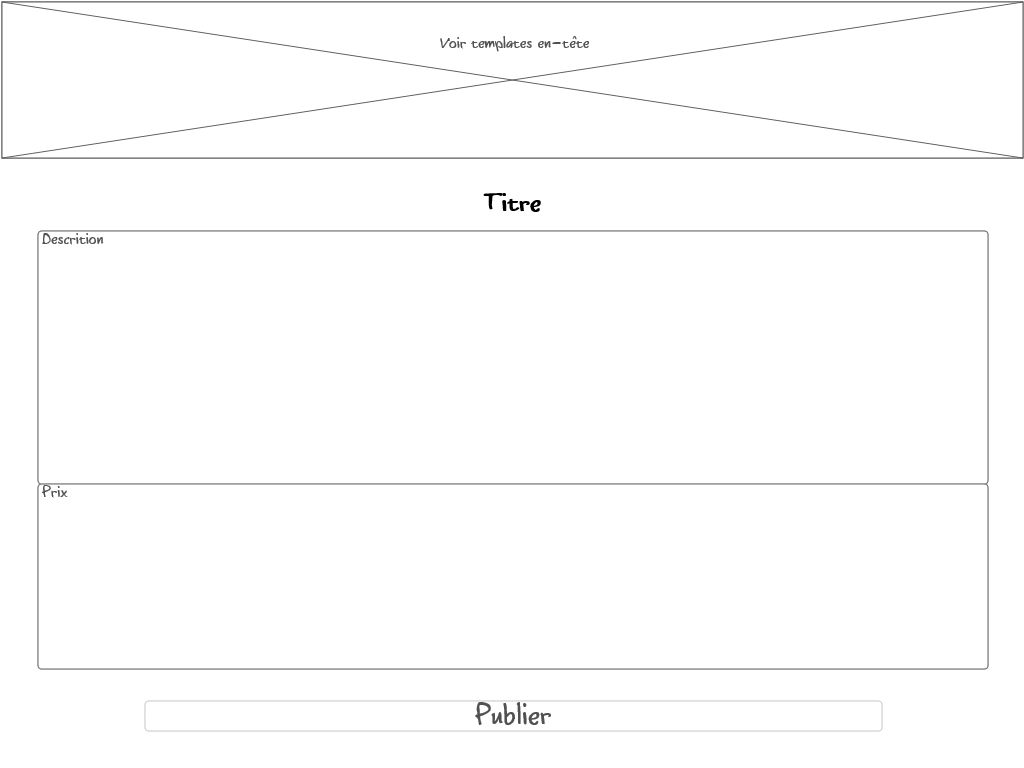 Voir templates en-tête
Titre
Descrition
Prix
Publier